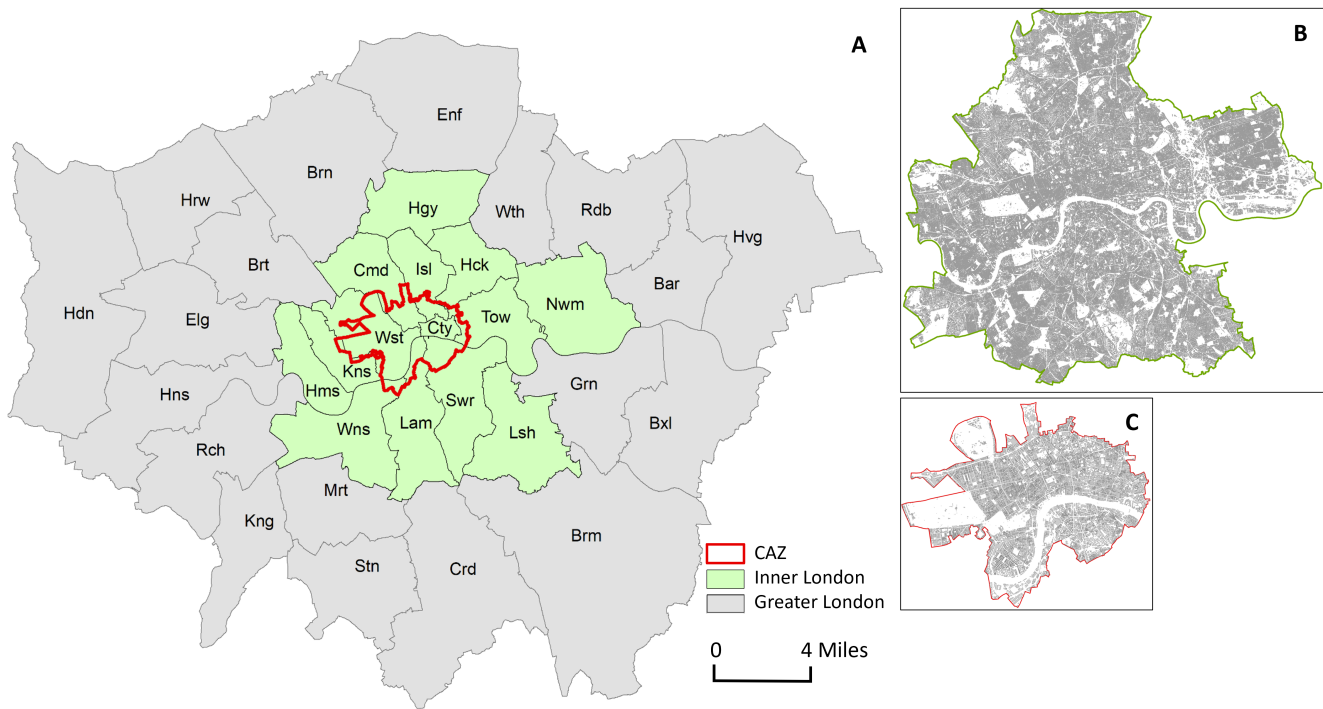 A
B
C
Enf
Brn
Hrw
Hgy
Wth
Rdb
Hvg
Brt
Cmd
Isl
Hck
Bar
Hdn
Elg
Nwm
Tow
Cty
Wst
Kns
Hms
Hns
Grn
Swr
Lam
Wns
Lsh
Bxl
Rch
Mrt
Kng
Brm
Stn
Crd
CAZ
Inner London
Greater London
0 4 Miles